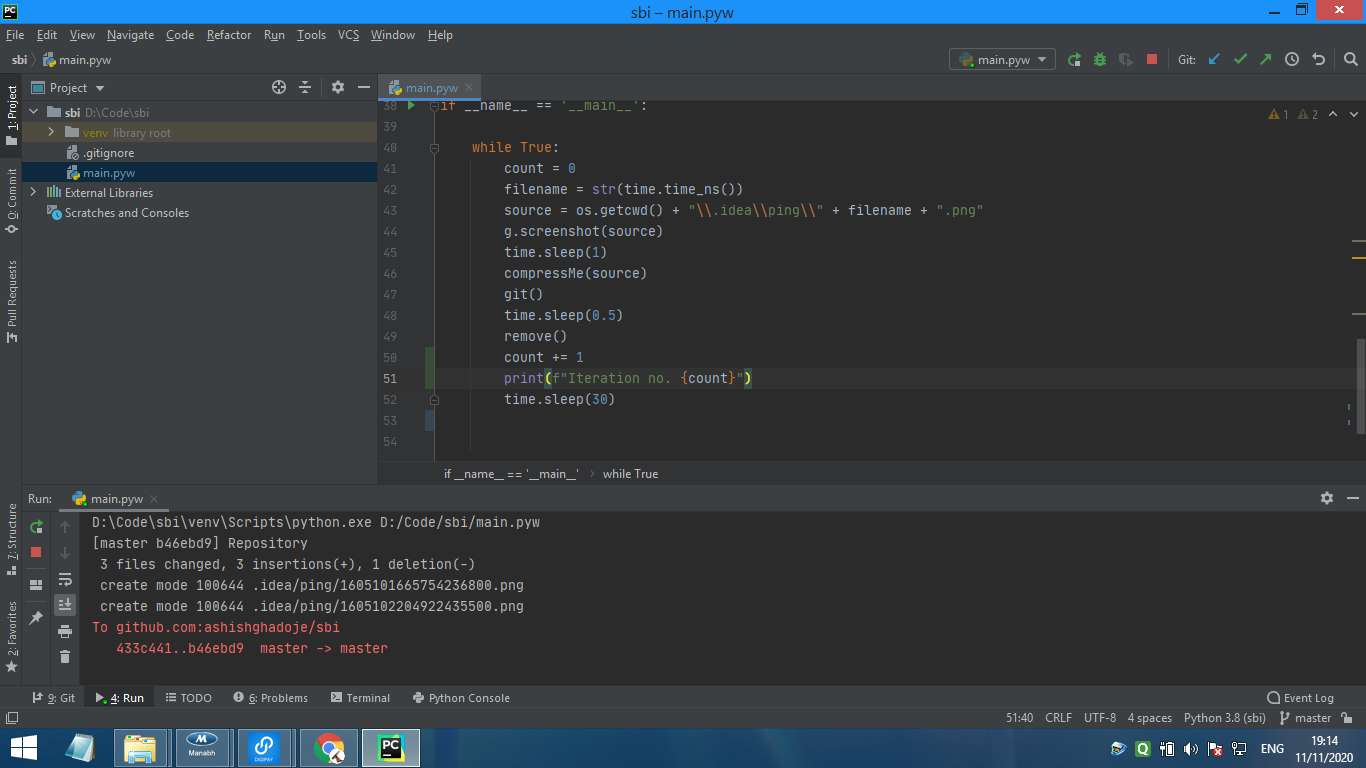 PC
sbi – main.pyw
File Edit View Navigate Code Refactor Run Tools VCS Window Help
sbi main.pyw
main.pyw
Git:
1: Project
0: Commit
Pull Requests
7: Structure
2: Favorites
Project
sbi D:\Code\sbi
venv library root
.gitignore
main.pyw
External Libraries
Scratches and Consoles
main.pyw
1 2
38 if __name__ == '__main__':
39
40 while True:
41 count = 0
42 filename = str(time.time_ns())
43 source = os.getcwd() + "\\.idea\\ping\\" + filename + ".png"
44 g.screenshot(source)
45 time.sleep(1)
46 compressMe(source)
47 git()
48 time.sleep(0.5)
49 remove()
50 count += 1
51 print(f"Iteration no. {count}")
52 time.sleep(30)
53
54
if __name__ == '__main__' while True
Run: main.pyw
D:\Code\sbi\venv\Scripts\python.exe D:/Code/sbi/main.pyw
[master b46ebd9] Repository
3 files changed, 3 insertions(+), 1 deletion(-)
create mode 100644 .idea/ping/1605101665754236800.png
create mode 100644 .idea/ping/1605102204922435500.png
To github.com:ashishghadoje/sbi
433c441..b46ebd9 master -> master
9: Git 4: Run TODO 6: Problems Terminal Python Console Event Log
51:40 CRLF UTF-8 4 spaces Python 3.8 (sbi) master
Manabh
DIGIPAY
PC
ENG
19:14
11/11/2020